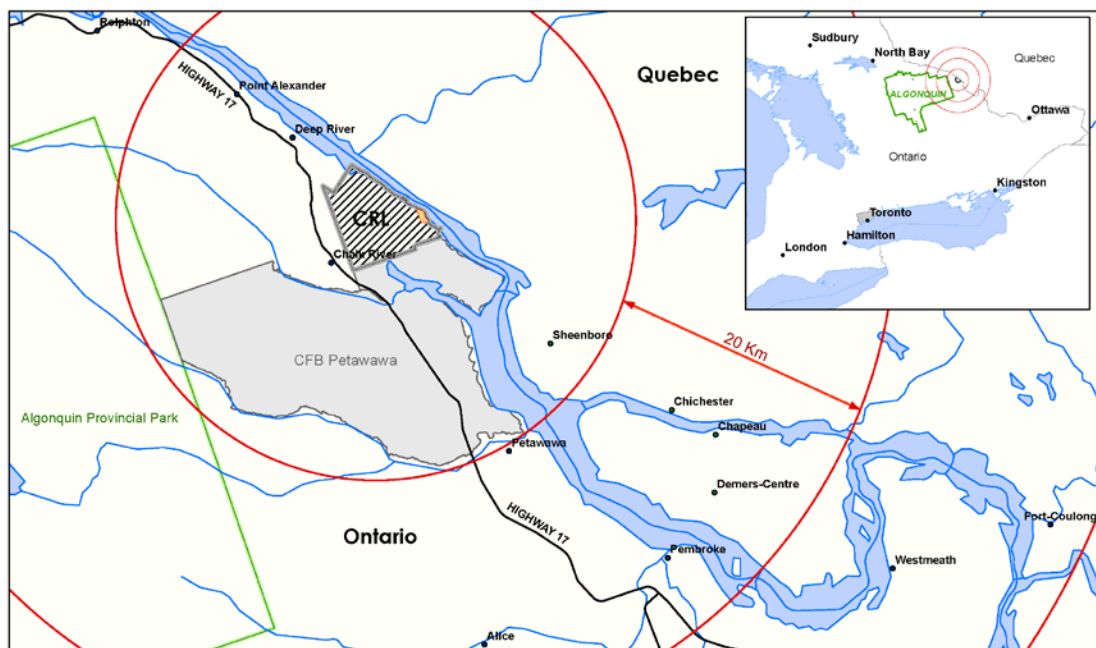 Rolphton
HIGHWAY 17
Point Alexander
Deep River
Quebec
CRL
Chalk River
CFB Petawawa
Sheenboro
20 Km
Algonquin Provincial Park
Chichester
Chapeau
Petawawa
Demers-Centre
HIGHWAY 17
Ontario
Pembroke
Fort-Coulong
Westmeath
Alice
Sudbury
North Bay
Quebec
ALGONQUIN
Ottawa
Ontario
Kingston
Toronto
Hamilton
London